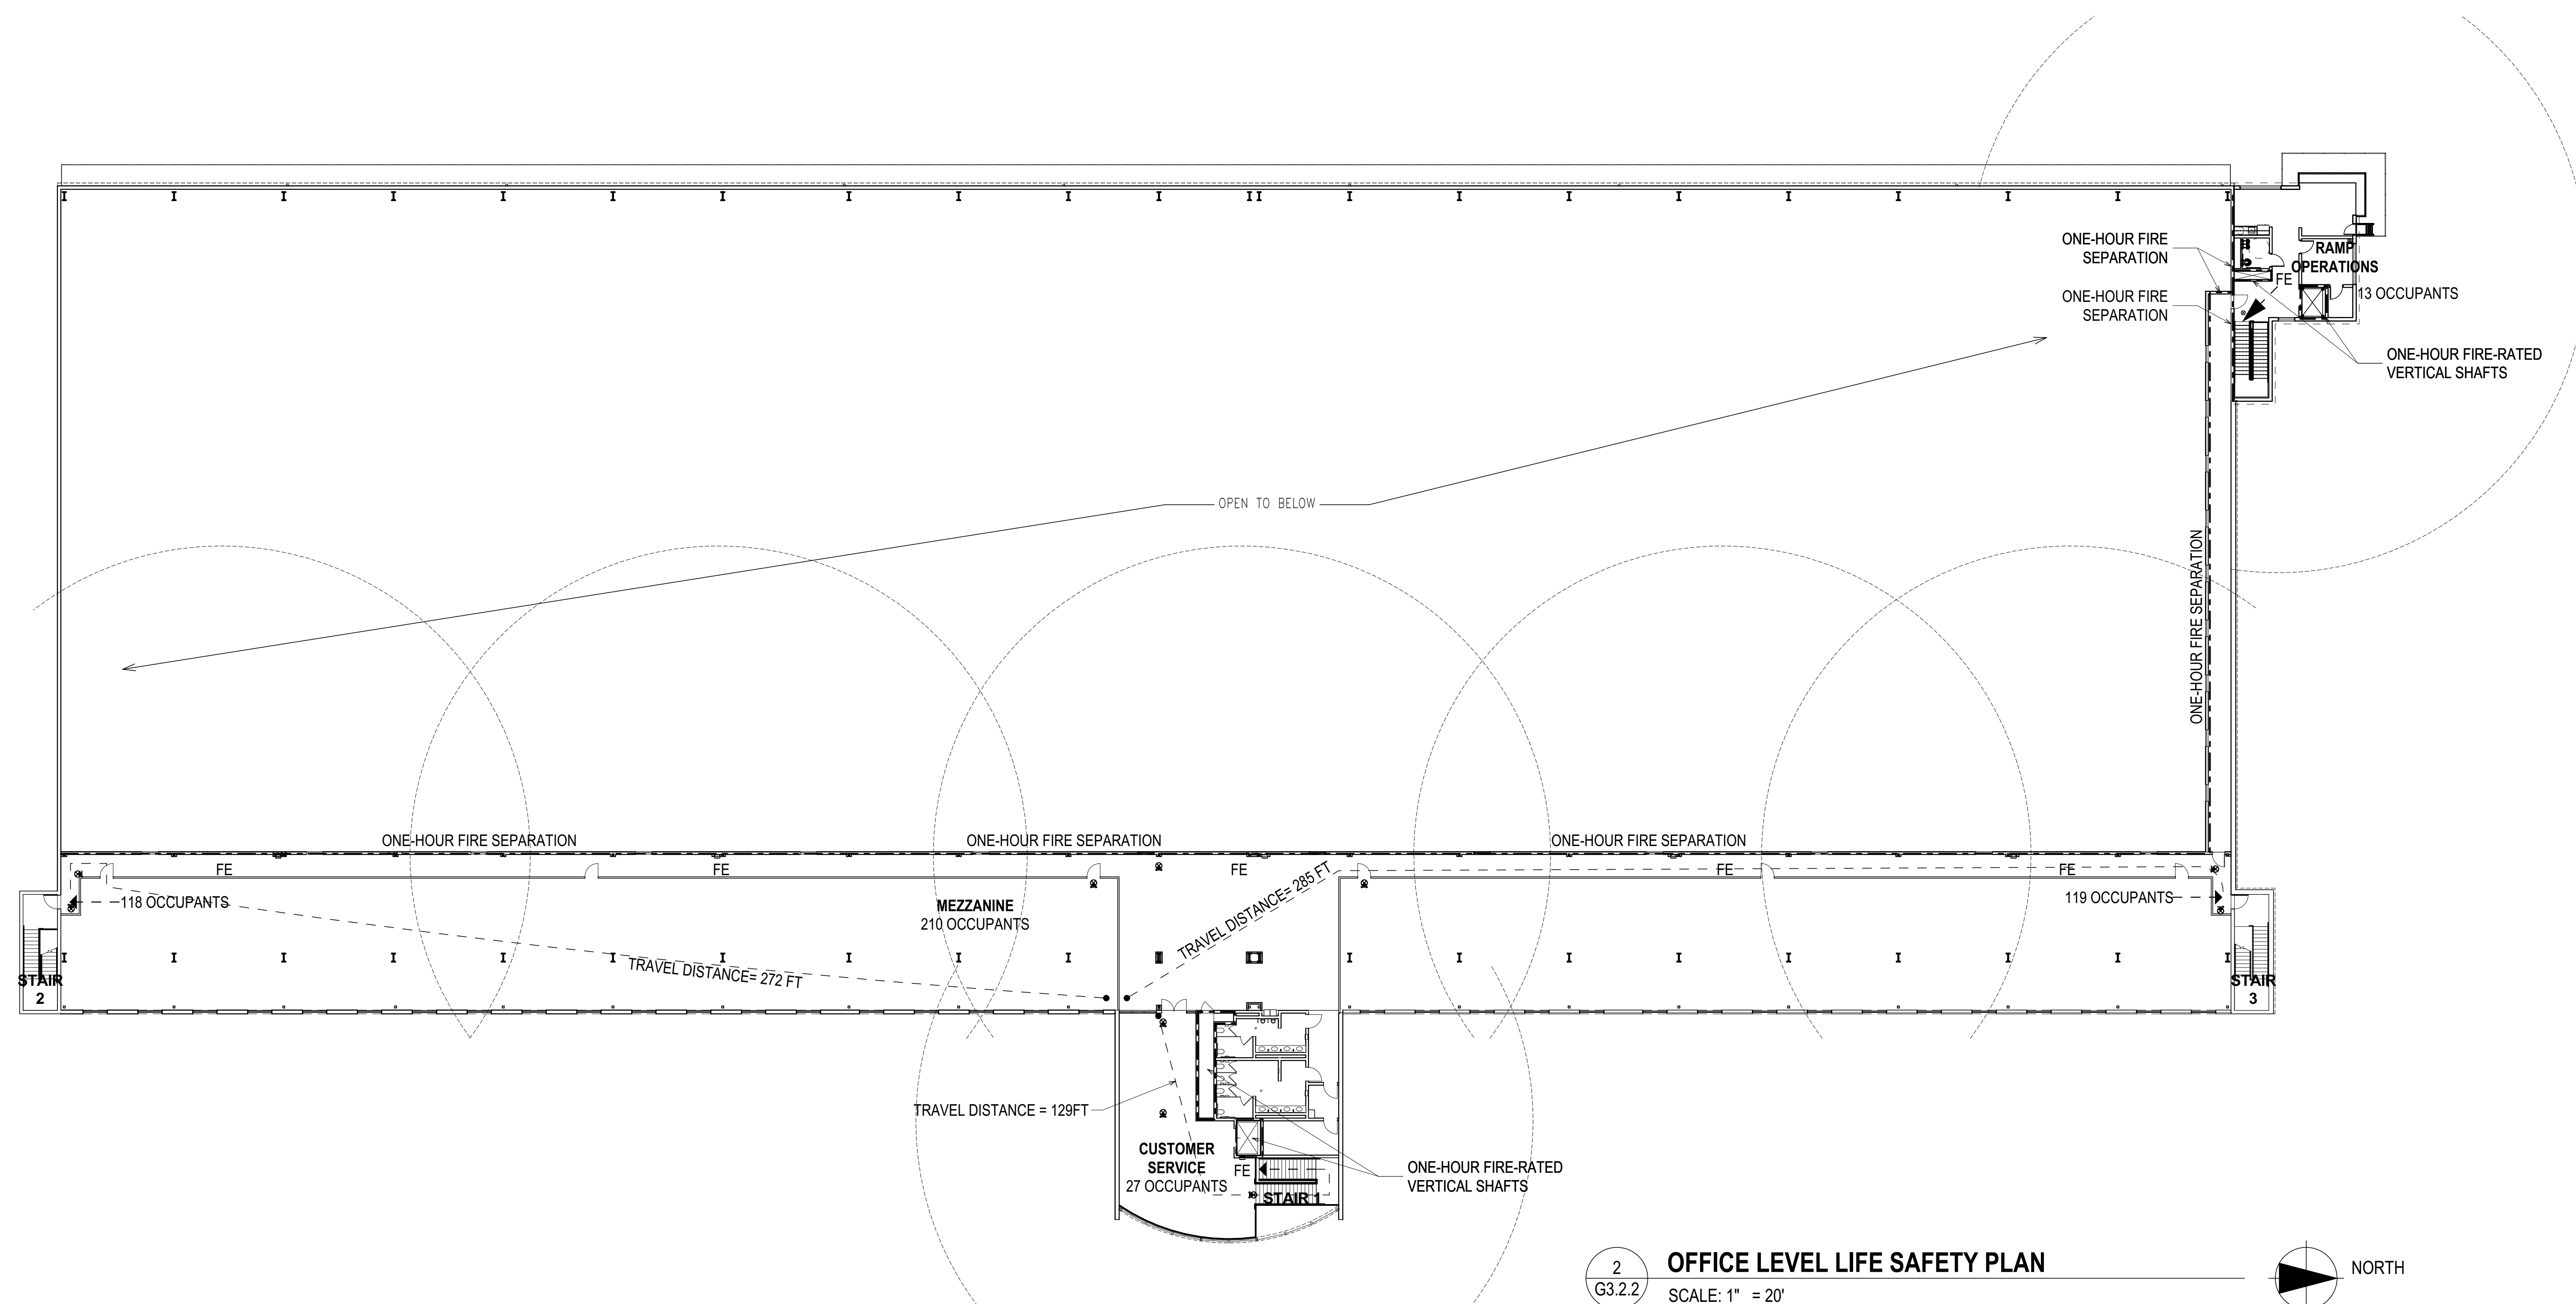 ONE-HOUR FIRE
SEPARATION
RAMP
OPERATIONS
FE
13 OCCUPANTS
ONE-HOUR FIRE
SEPARATION
ONE-HOUR FIRE-RATED
VERTICAL SHAFTS
OPEN TO BELOW
ONE-HOUR FIRE SEPARATION
ONE-HOUR FIRE SEPARATION
ONE-HOUR FIRE SEPARATION
ONE-HOUR FIRE SEPARATION
FE
FE
FE
FE
FE
118 OCCUPANTS
MEZZANINE
210 OCCUPANTS
TRAVEL DISTANCE= 285 FT
119 OCCUPANTS
TRAVEL DISTANCE= 272 FT
STAIR
2
STAIR
3
TRAVEL DISTANCE = 129FT
CUSTOMER
SERVICE
27 OCCUPANTS
FE
STAIR 1
ONE-HOUR FIRE-RATED
VERTICAL SHAFTS
2
G3.2.2
OFFICE LEVEL LIFE SAFETY PLAN
SCALE: 1" = 20'
NORTH